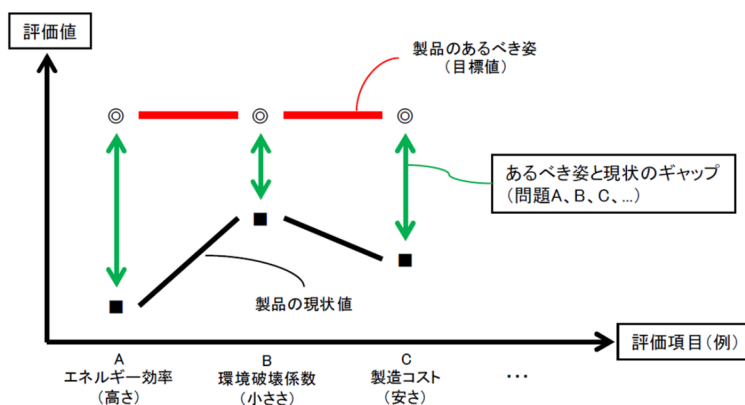 評価値
製品のあるべき姿
(目標値)
あるべき姿と現状のギャップ
(問題A、B、C、...)
製品の現状値
評価項目(例)
A
エネルギー効率
(高さ)
B
環境破壊係数
(小ささ)
C
製造コスト
(安さ)
…